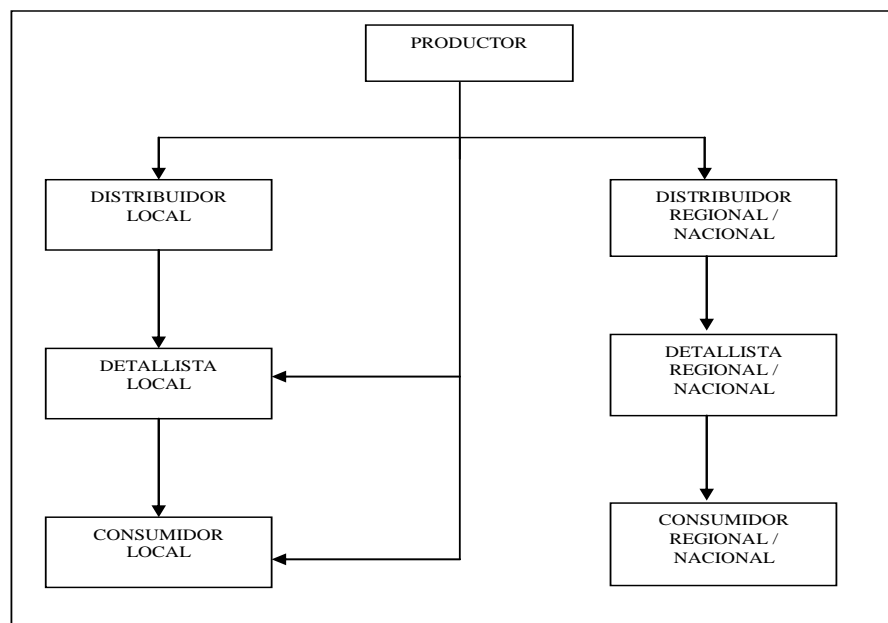 PRODUCTOR
DISTRIBUIDOR
LOCAL
DISTRIBUIDOR
REGIONAL /
NACIONAL
DETALLISTA
LOCAL
DETALLISTA
REGIONAL /
NACIONAL
CONSUMIDOR
LOCAL
CONSUMIDOR
REGIONAL /
NACIONAL